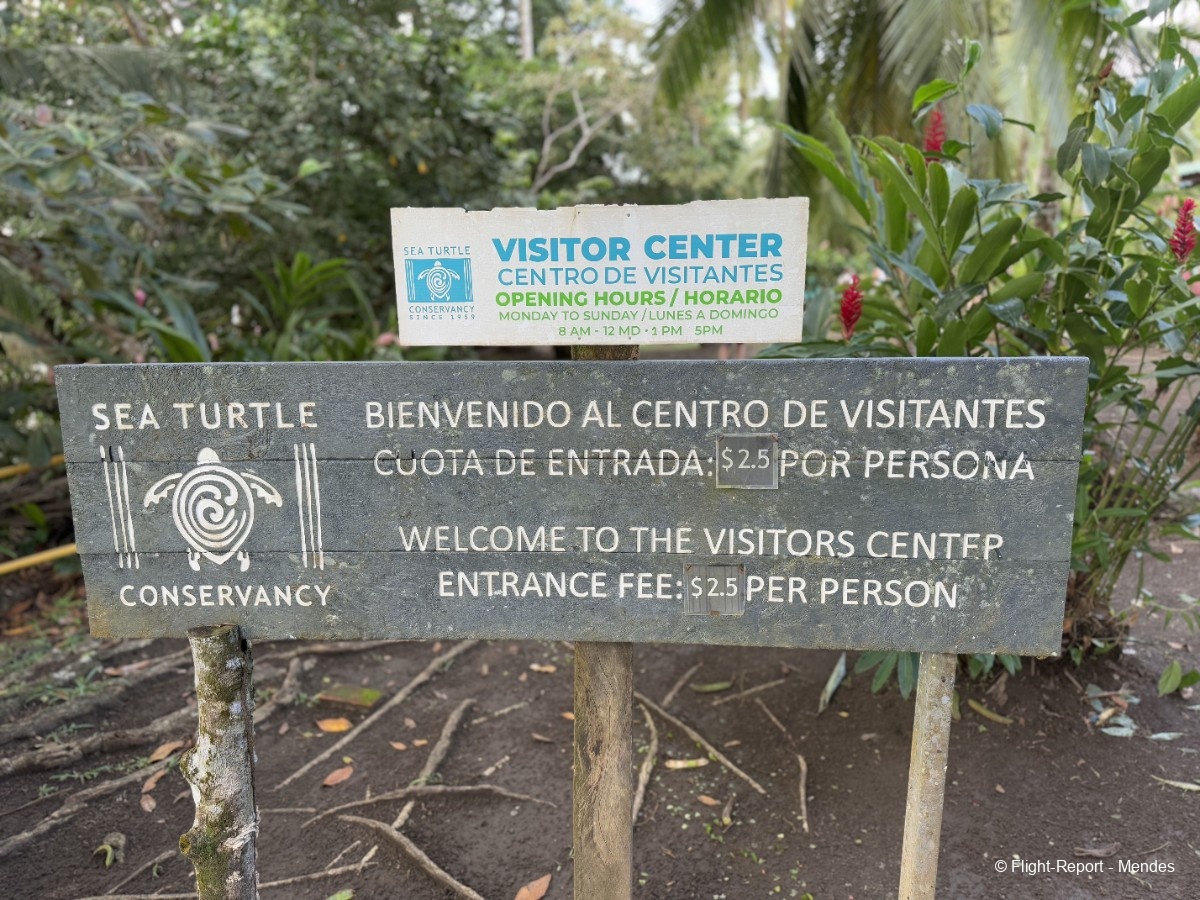 SEA TURTLE
CONSERVANCY
SINCE 1959
VISITOR CENTER
CENTRO DE VISITANTES
OPENING HOURS / HORARIO
MONDAY TO SUNDAY / LUNES A DOMINGO
8 AM - 12 MD - 1 PM 5PM
SEA TURTLE
CONSERVANCY
BIENVENIDO AL CENTRO DE VISITANTES
CUOTA DE ENTRADA: $2.5 POR PERSONA
WELCOME TO THE VISITORS CENTER
ENTRANCE FEE: $2.5 PER PERSON
© Flight-Report - Mendes